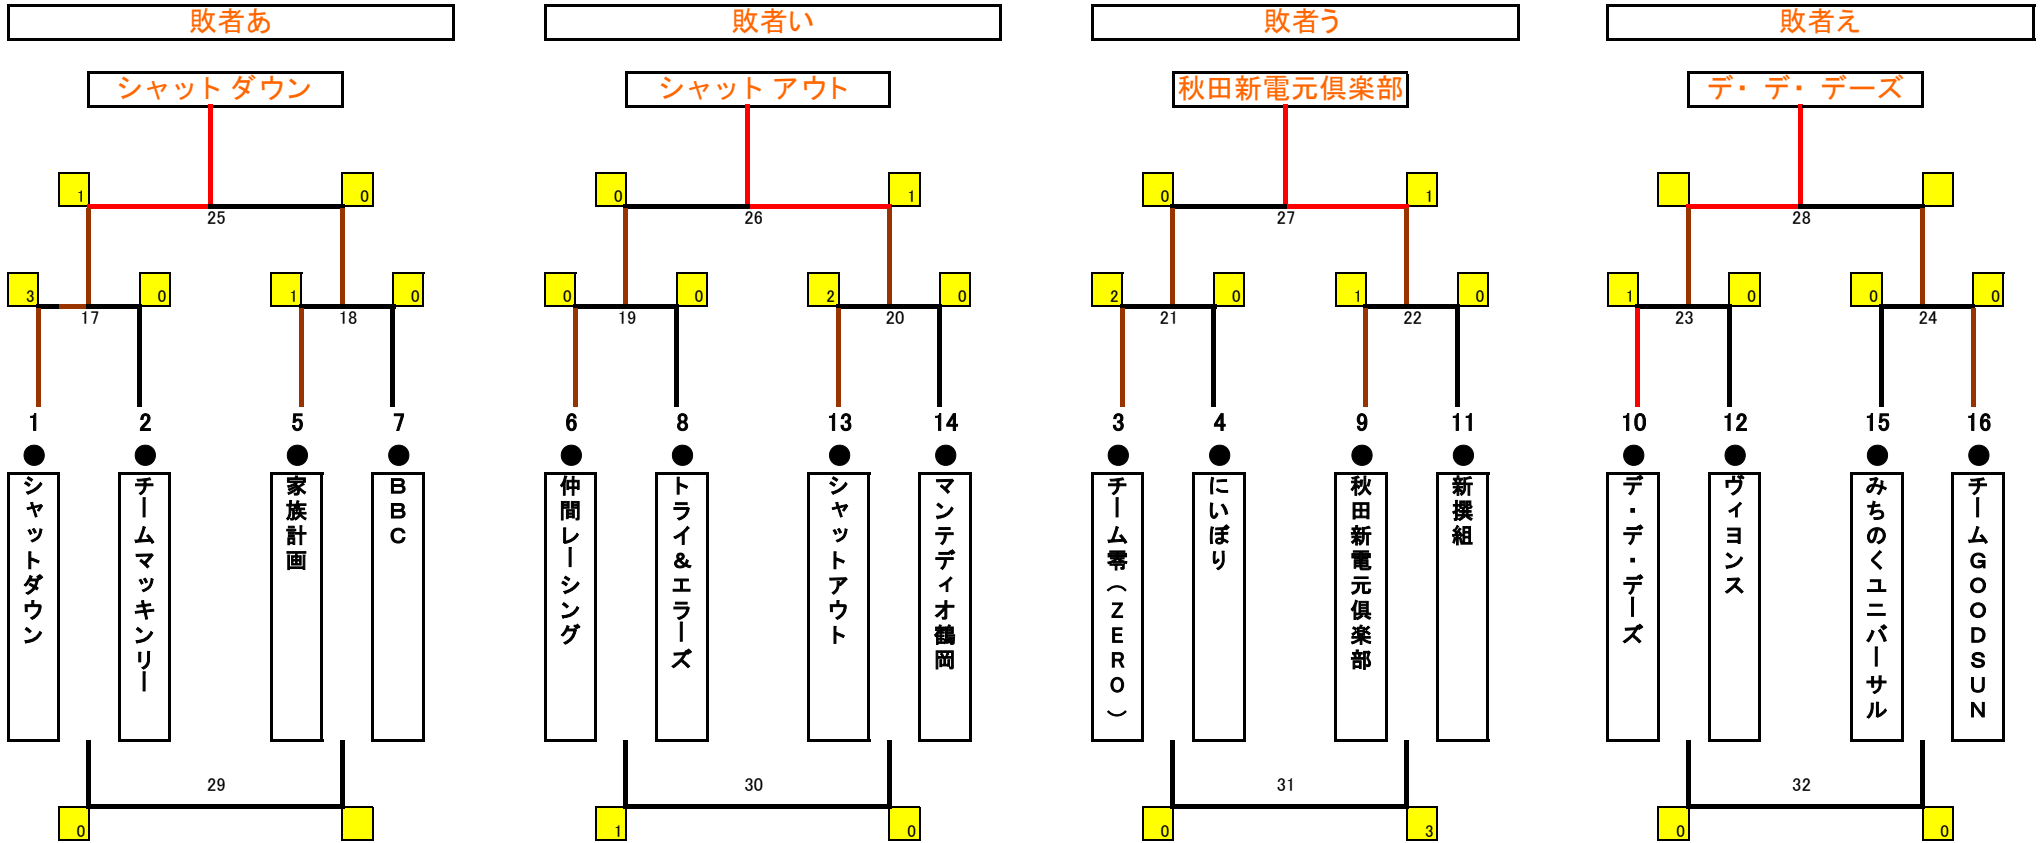 敗者あ 敗者い 敗者う 敗者え
シャットダウン シャットアウト 秋田新電元倶楽部 デ・デ・デーズ
1 0 0 1 0 1
25 26 27 28
3 0 1 0 0 0 2 0 2 0 1 0 1 0 0 0
17 18 19 20 21 22 23 24
1 2 5 7 6 8 13 14 3 4 9 11 10 12 15 16
シャットダウン
チームマッキンリー
家族計画
BBC
仲間レーシング
トライ&エラーズ
シャットアウト
マンテディオ鶴岡
チーム零(ZERO)
にいぼり
秋田新電元倶楽部
新撰組
デ・デ・デーズ
ヴィヨンス
みちのくユニバーサル
チームGOODSUN
29 30 31 32
0 1 0 0 3 0 0